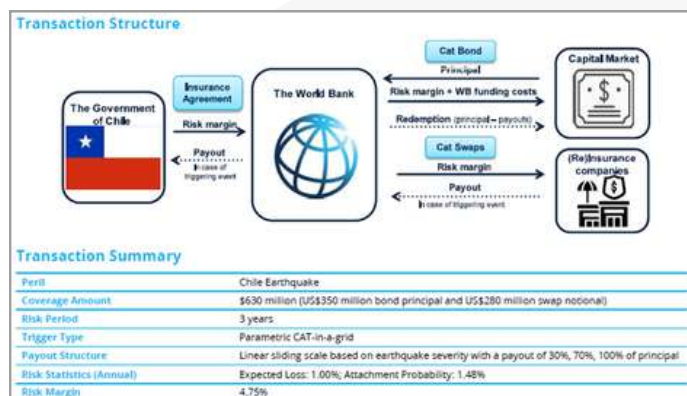 Transaction Structure
The Government
of Chile
Insurance
Agreement
Risk margin
Payout
In case of
triggering event
The World Bank
Cat Bond
Principal
Risk margin + WB funding costs
Redemption (principal – payouts)
Cat Swaps
Risk margin
Payout
In case of triggering event
Capital Market
$
(Re)Insurance
companies
$
Transaction Summary
Peril Chile Earthquake
Coverage Amount $630 million (US$350 million bond principal and US$280 million swap notional)
Risk Period 3 years
Trigger Type Parametric CAT-in-a-grid
Payout Structure Linear sliding scale based on earthquake severity with a payout of 30%, 70%, 100% of principal
Risk Statistics (Annual) Expected Loss: 1.00%; Attachment Probability: 1.48%
Risk Margin 4.75%